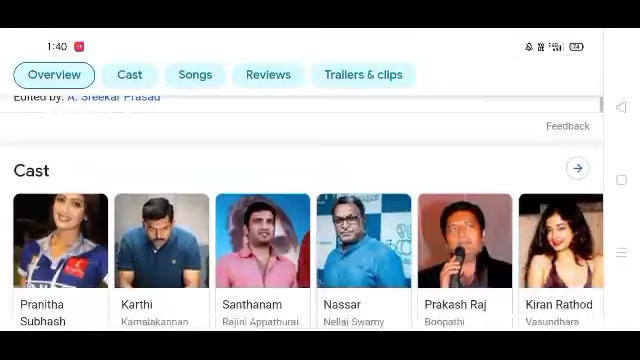 1:40
Overview
Cast
Songs
Reviews
Trailers & clips
Edited by: A. Sreekar Prasad
Feedback
Cast
Pranitha Subhash
Karthi
Kamalakannan
Santhanam
Rajini Appathurai
Nassar
Nellai Swamy
Prakash Raj
Boopathi
Kiran Rathod
Vasundhara